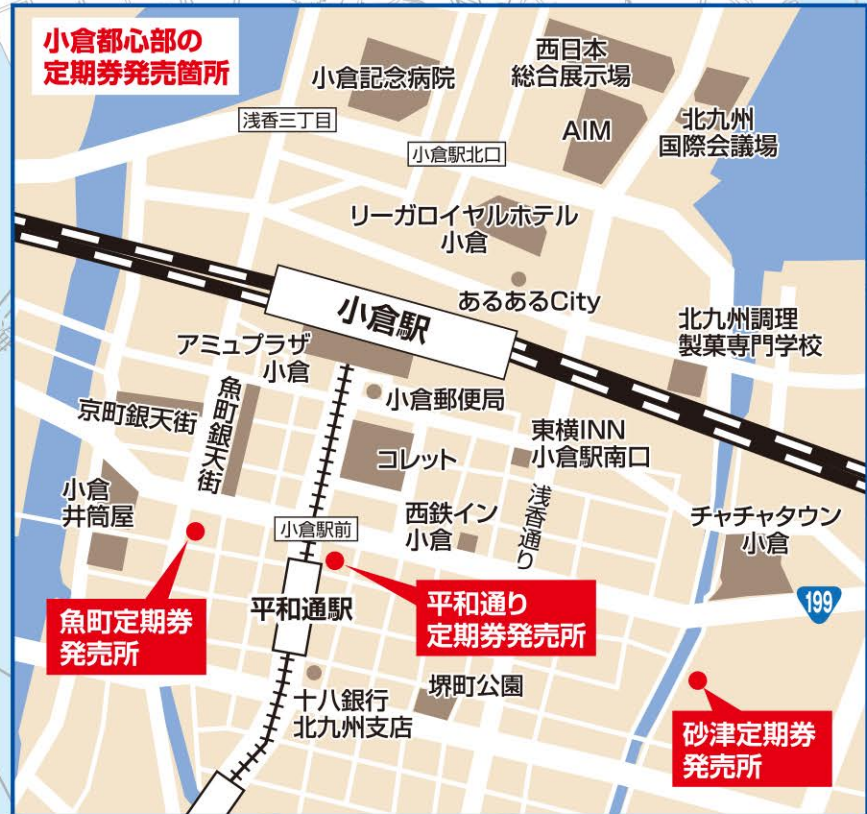 小倉都心部の
定期券発売箇所
小倉記念病院
西日本
総合展示場
浅香三丁目
AIM
北九州
国際会議場
小倉駅北口
リーガロイヤルホテル
小倉
あるあるCity
小倉駅
北九州調理
製菓専門学校
アミュプラザ
小倉
小倉郵便局
京町銀天街
魚町銀天街
東横INN
小倉駅南口
コレット
浅香通り
小倉
井筒屋
西鉄イン
小倉
チャチャタウン
小倉
小倉駅前
199
魚町定期券
発売所
平和通駅
平和通り
定期券発売所
十八銀行
北九州支店
堺町公園
砂津定期券
発売所